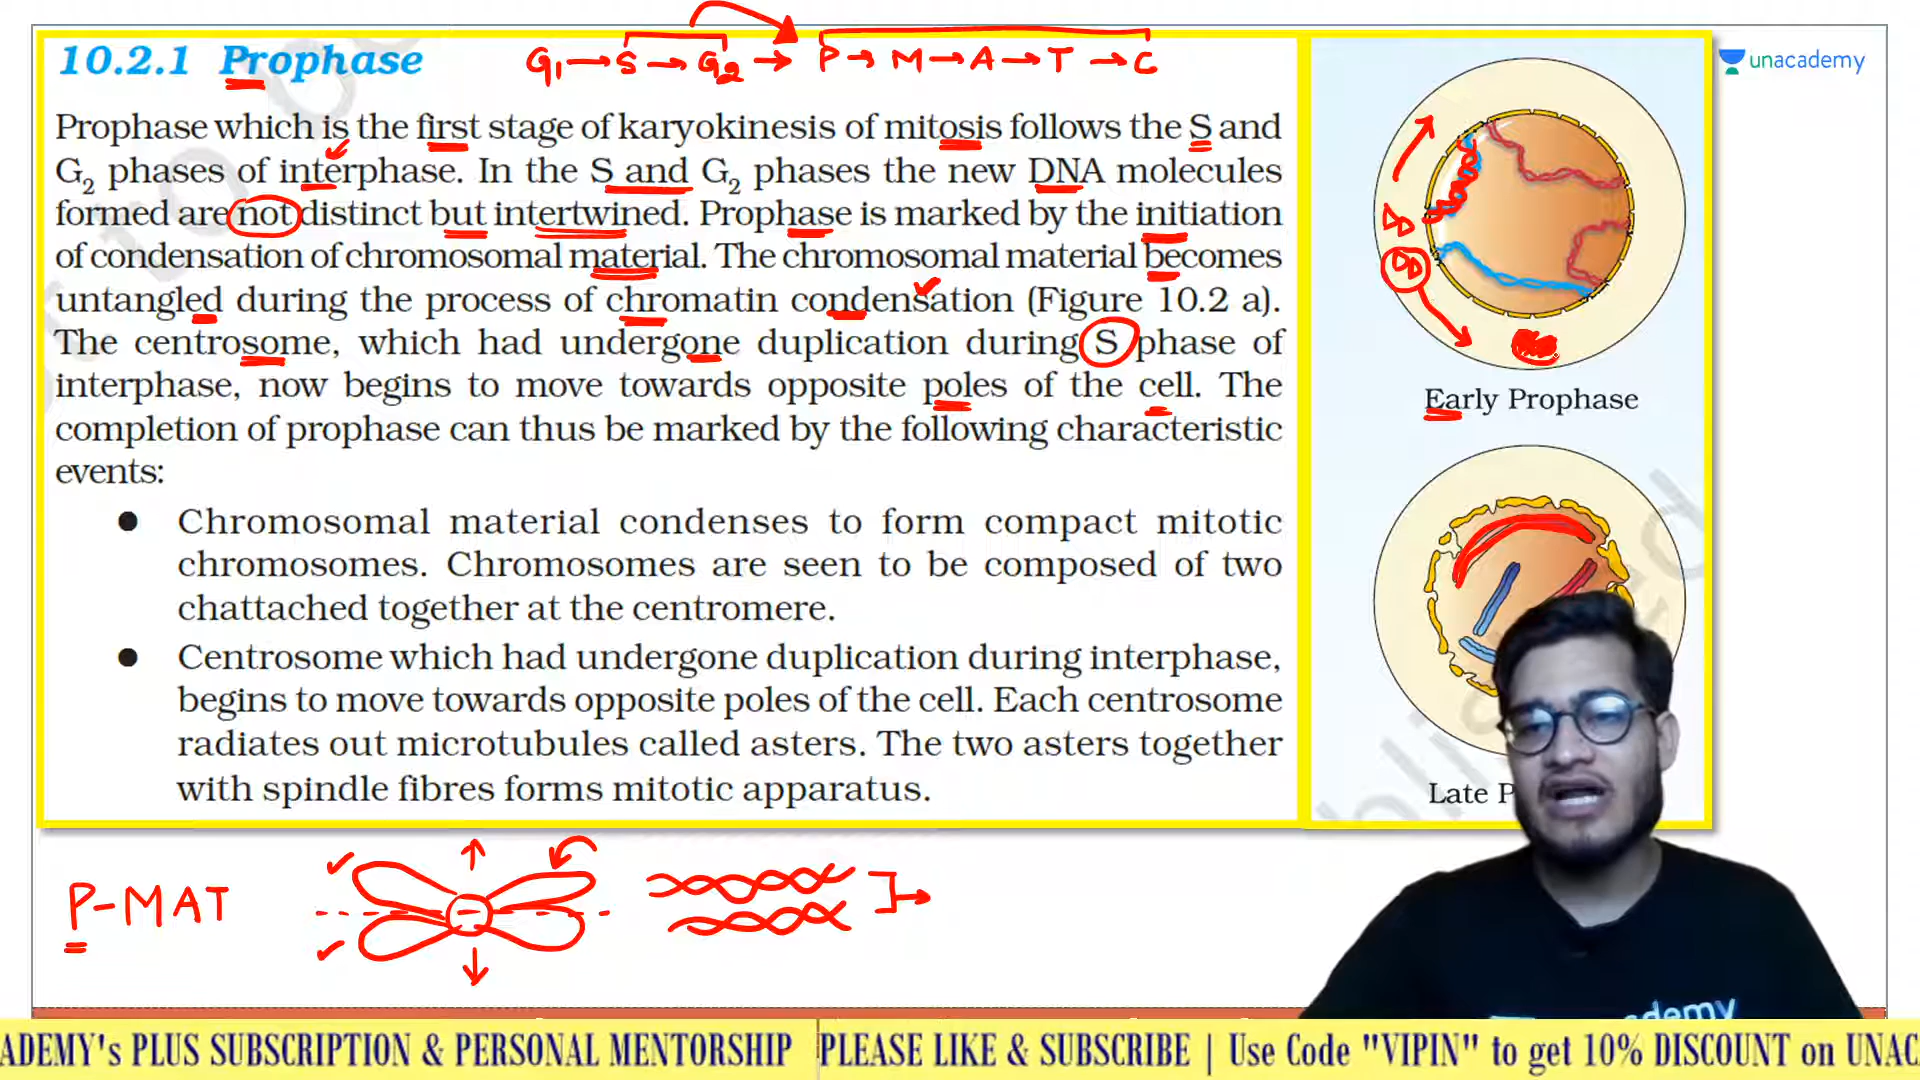 10.2.1 Prophase
G1 → S → G2 → P → M → A → T → C
unacademy
Prophase which is the first stage of karyokinesis of mitosis follows the S and
G2 phases of interphase. In the S and G2 phases the new DNA molecules
formed are not distinct but intertwined. Prophase is marked by the initiation
of condensation of chromosomal material. The chromosomal material becomes
untangled during the process of chromatin condensation (Figure 10.2 a).
The centrosome, which had undergone duplication during S phase of
interphase, now begins to move towards opposite poles of the cell. The
completion of prophase can thus be marked by the following characteristic
events:
● Chromosomal material condenses to form compact mitotic
chromosomes. Chromosomes are seen to be composed of two
chattached together at the centromere.
● Centrosome which had undergone duplication during interphase,
begins to move towards opposite poles of the cell. Each centrosome
radiates out microtubules called asters. The two asters together
with spindle fibres forms mitotic apparatus.
Early Prophase
Late P
P-MAT
ADEMY's PLUS SUBSCRIPTION & PERSONAL MENTORSHIP PLEASE LIKE & SUBSCRIBE | Use Code "VIPIN" to get 10% DISCOUNT on UNAC